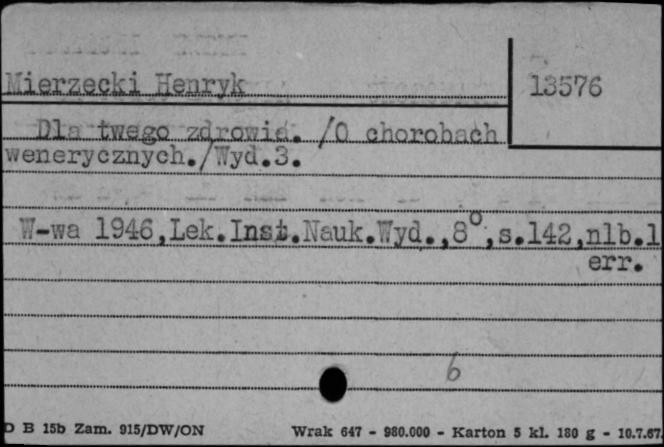 Mierzecki Henryk
13576
Dla twego zdrowia. /O chorobach
wenerycznych./Wyd.3.
W-wa 1946,Lek.Inst.Nauk.Wyd.,8°,s.142,nlb.1
err.
6
D B 15b Zam. 915/DW/ON Wrak 647 - 980.000 - Karton 5 kl. 180 g - 10.7.67